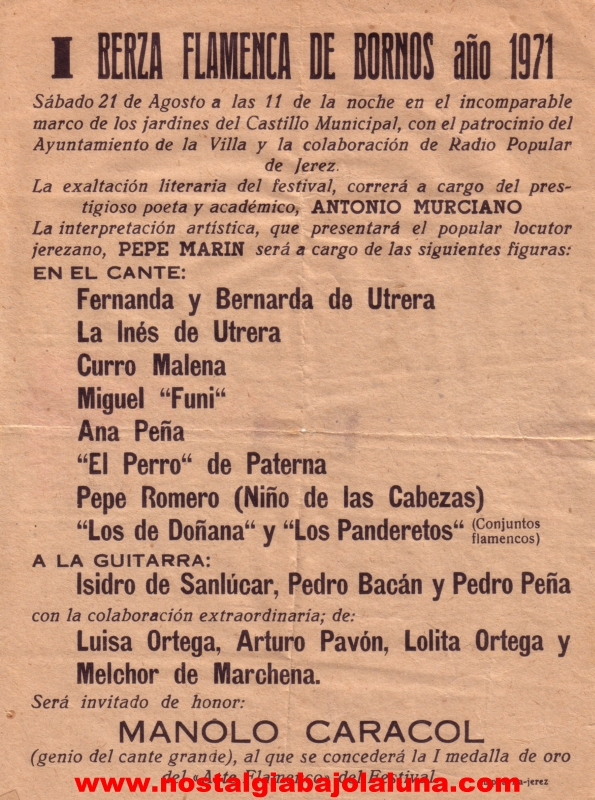 I BERZA FLAMENCA DE BORNOS año 1971
Sábado 21 de Agosto a las 11 de la noche en el incomparable
marco de los jardines del Castillo Municipal, con el patrocinio del
Ayuntamiento de la Villa y la colaboración de Radio Popular
de Jerez.
La exaltación literaria del festival, correrá a cargo del pres-
tigioso poeta y académico, ANTONIO MURCIANO
La interpretación artística, que presentará el popular locutor
jerezano, PEPE MARIN será a cargo de las siguientes figuras:
EN EL CANTE:
Fernanda y Bernarda de Utrera
La Inés de Utrera
Curro Malena
Miguel "Funi"
Ana Peña
"El Perro" de Paterna
Pepe Romero (Niño de las Cabezas)
"Los de Doñana" y "Los Panderetos" (Conjuntos
flamencos)
A LA GUITARRA:
Isidro de Sanlúcar, Pedro Bacán y Pedro Peña
con la colaboración extraordinaria; de:
Luisa Ortega, Arturo Pavón, Lolita Ortega y
Melchor de Marchena.
Será invitado de honor:
MANOLO CARACOL
(genio del cante grande), al que se concederá la I medalla de oro
del «Arte Flamenco» del Festival
-jerez
www.nostalgiabajolaluna.com